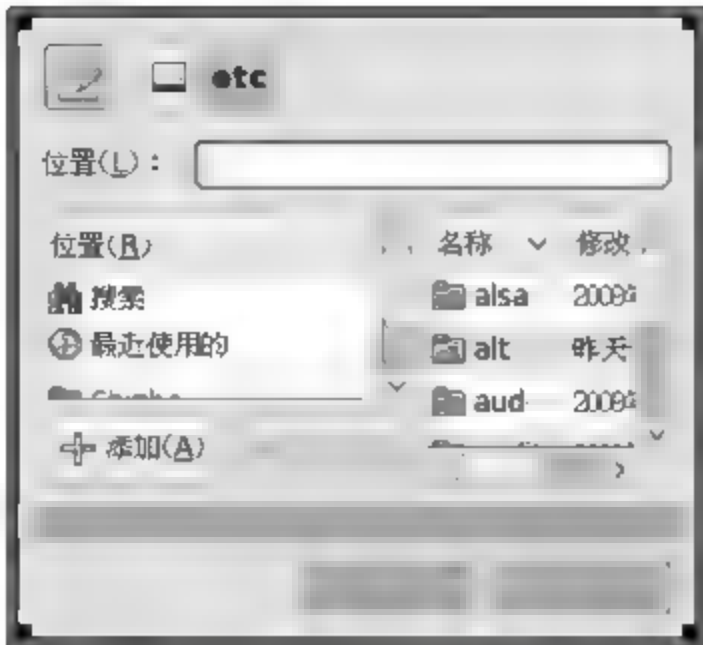 etc
位置(L)：
位置(R)
名称 修改
搜索
alsa
最近使用的
alt 昨天
aud
添加(A)